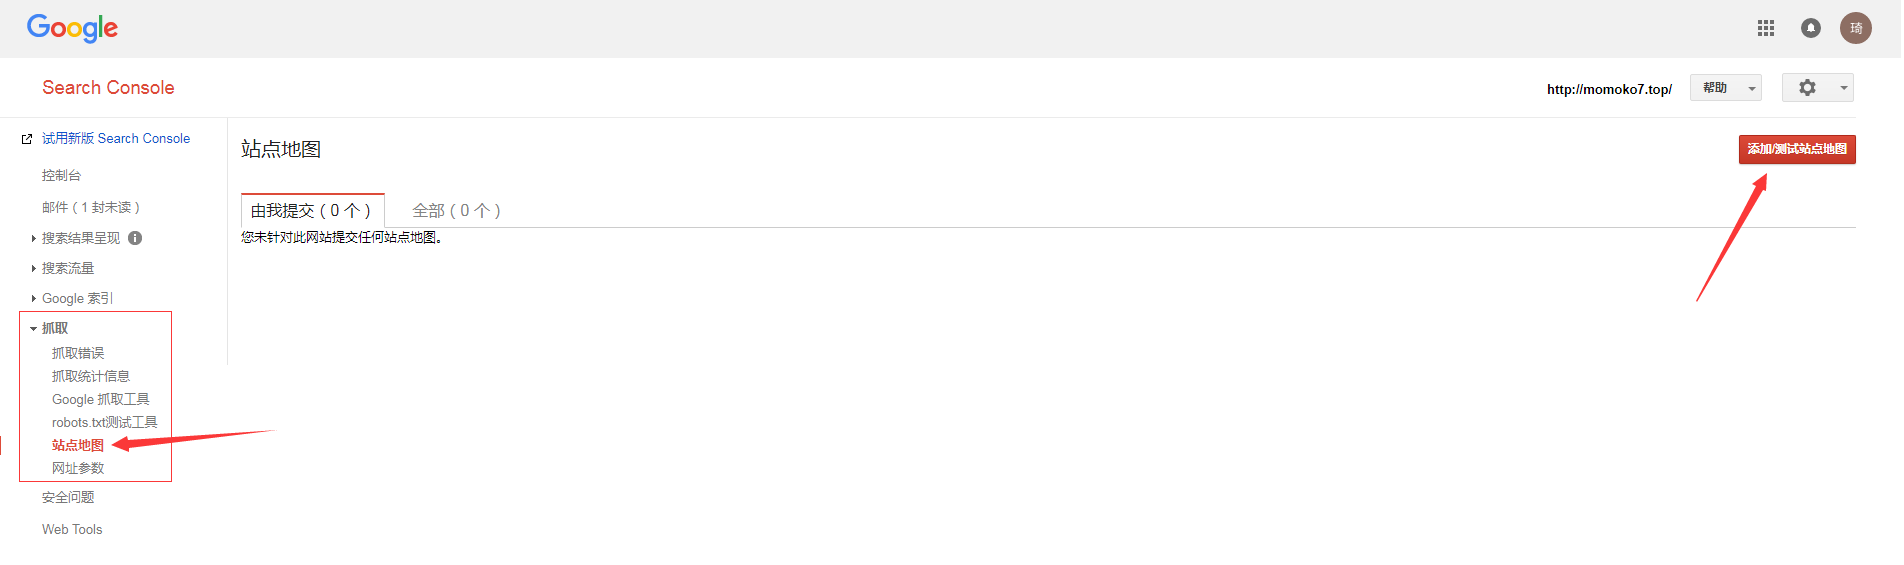 Google
琦
Search Console
http://momoko7.top/
帮助
试用新版 Search Console
控制台
邮件（1 封未读）
搜索结果呈现
搜索流量
Google 索引
抓取
抓取错误
抓取统计信息
Google 抓取工具
robots.txt测试工具
站点地图
网址参数
安全问题
Web Tools
站点地图
添加/测试站点地图
由我提交（0 个） 全部（0 个）
您未针对此网站提交任何站点地图。